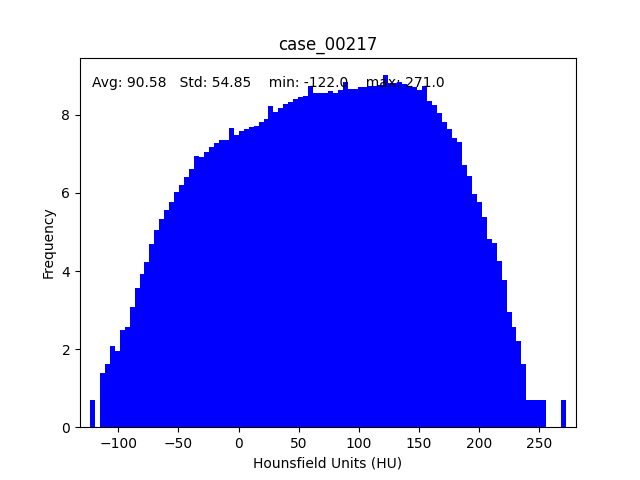 case_00217
Avg: 90.58 Std: 54.85 min: -122.0 max: 271.0
8
6
4
2
0
Frequency
−100 −50 0 50 100 150 200 250
Hounsfield Units (HU)